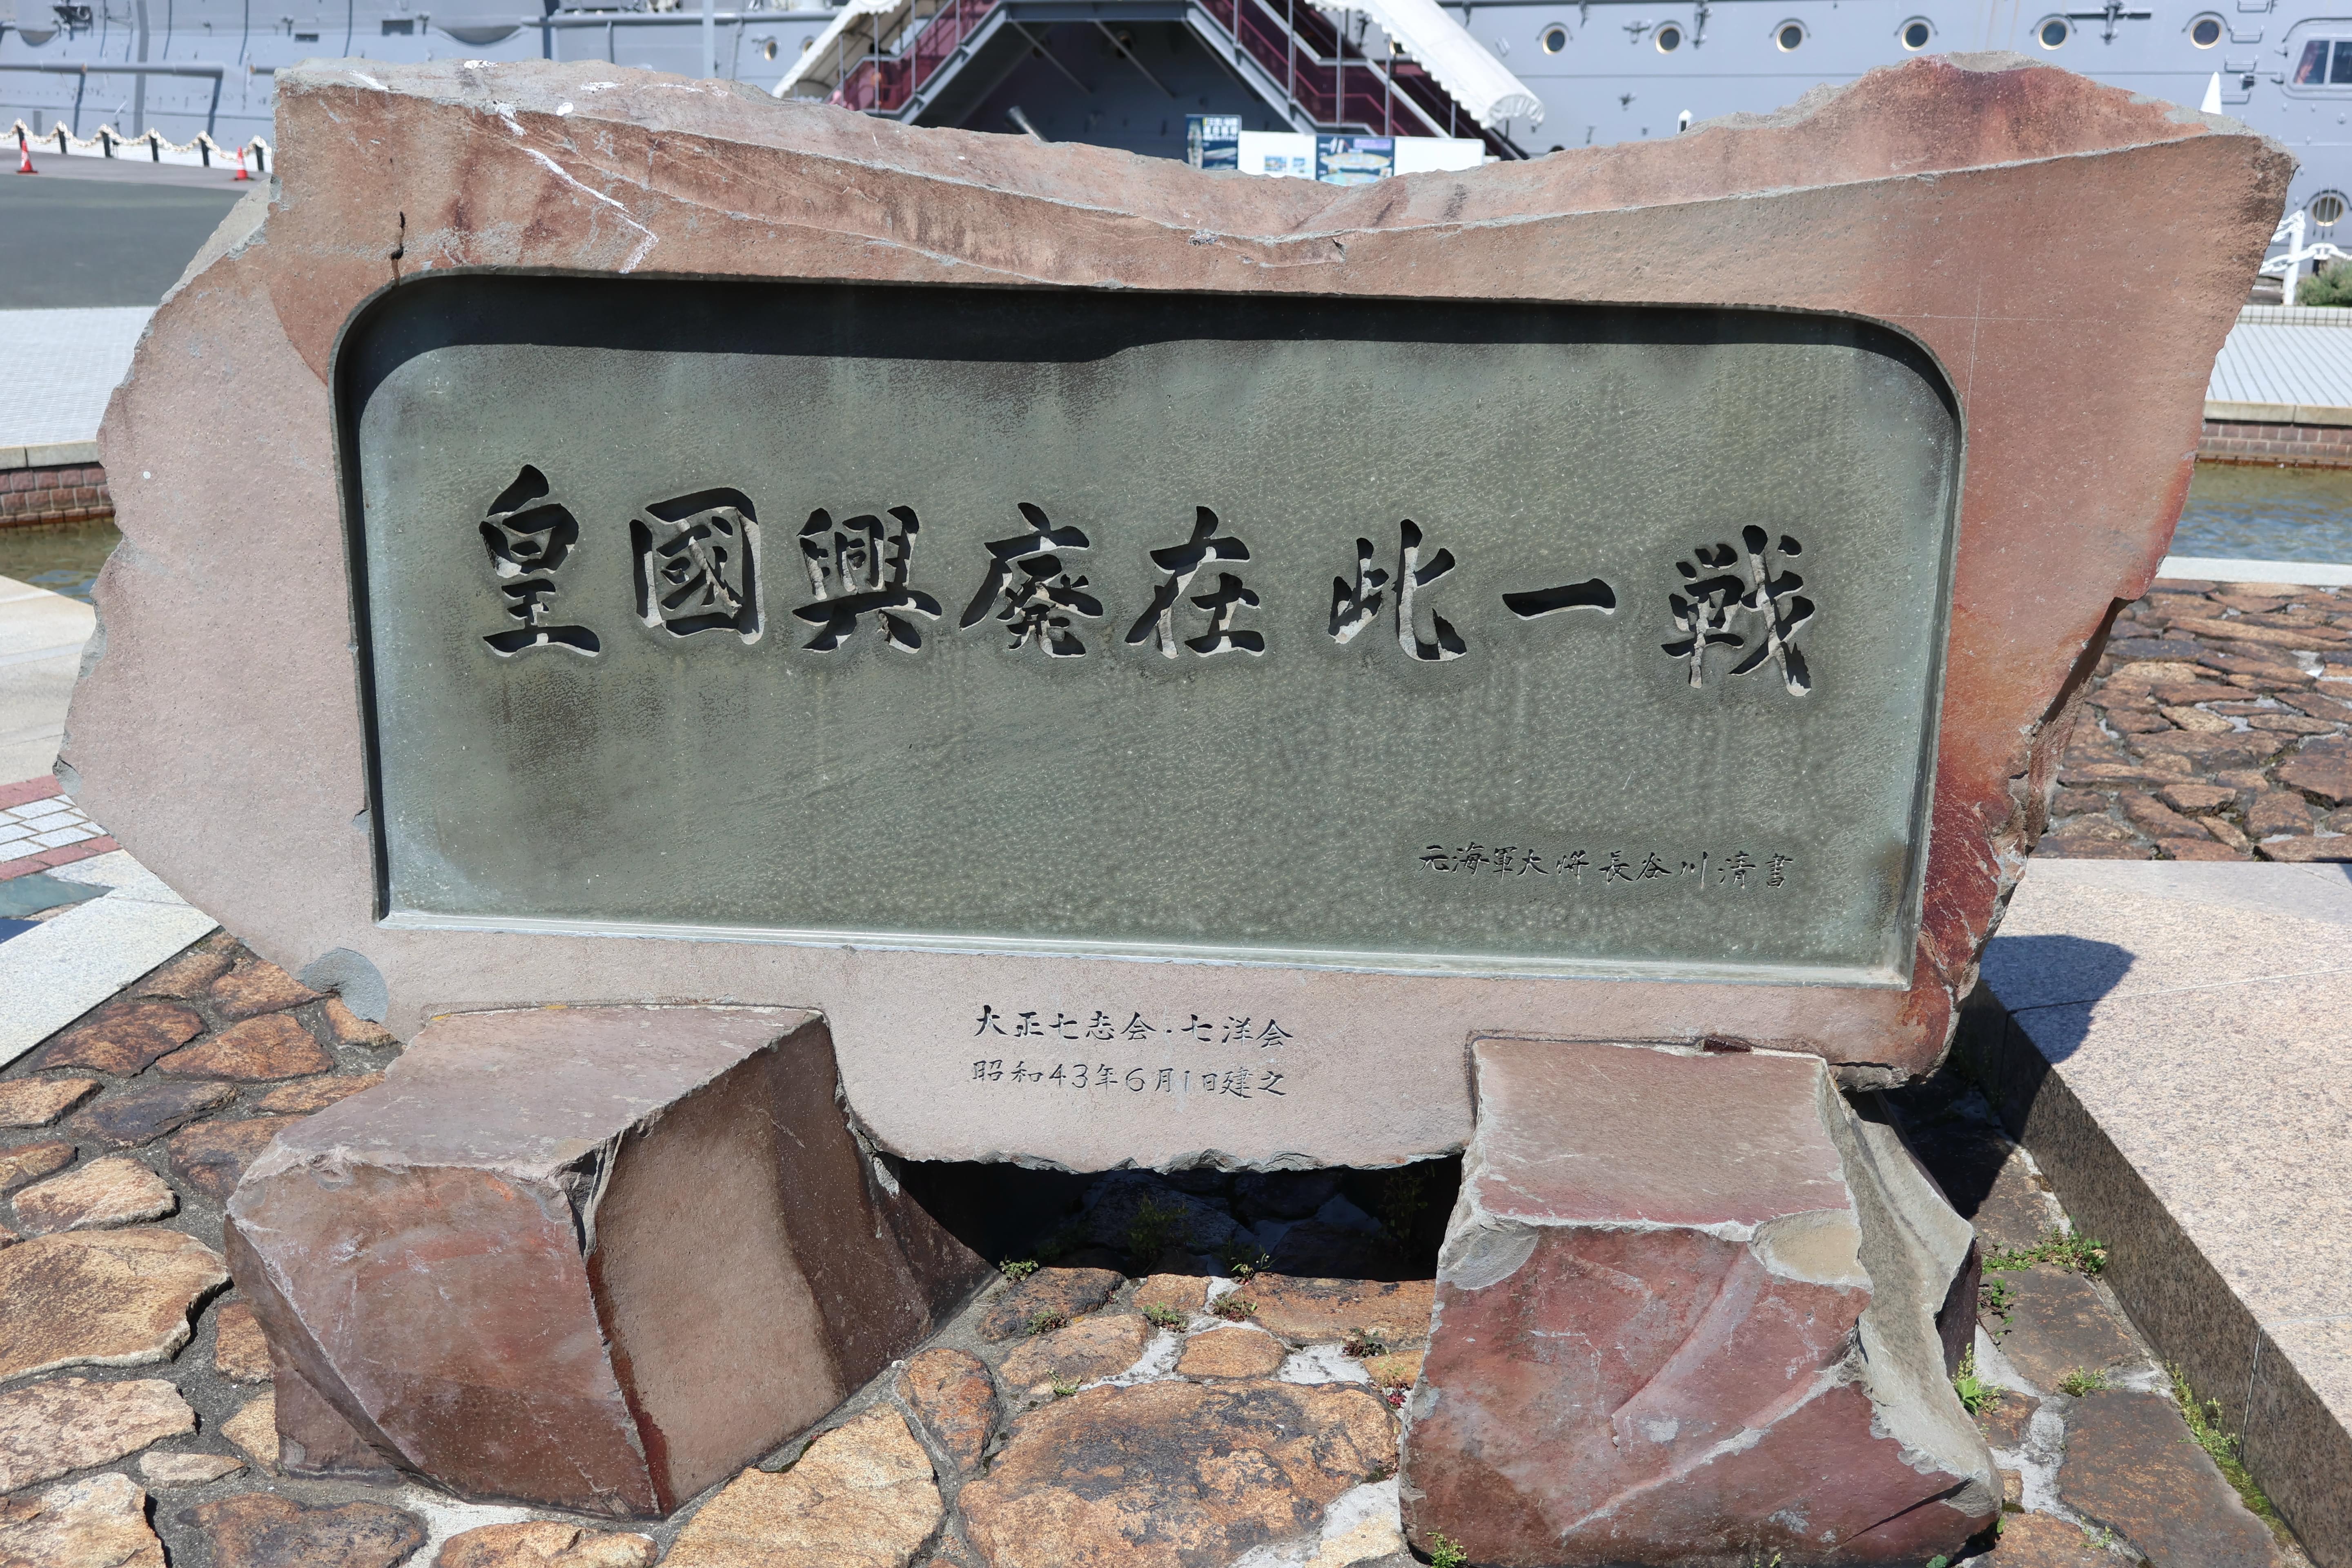 皇國興廃在此一戦
元海軍大将長谷川清書
大正七志会・七洋会
昭和43年6月1日建之